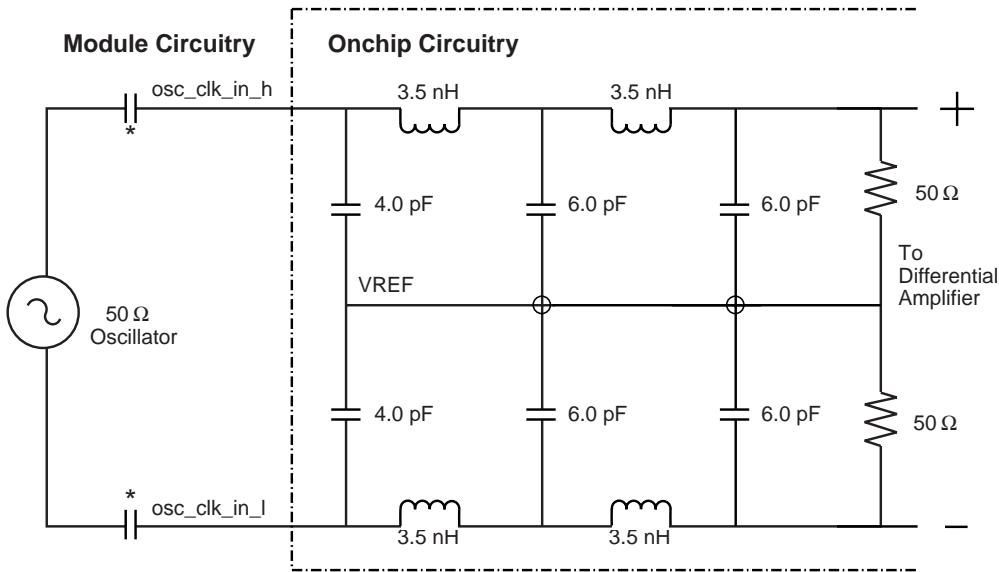 Module Circuitry
Onchip Circuitry
osc_clk_in_h
3.5 nH
3.5 nH
*
4.0 pF
6.0 pF
6.0 pF
50 Ω
To
Differential
Amplifier
VREF
50 Ω
Oscillator
4.0 pF
6.0 pF
6.0 pF
50 Ω
*
osc_clk_in_l
3.5 nH
3.5 nH
+
–